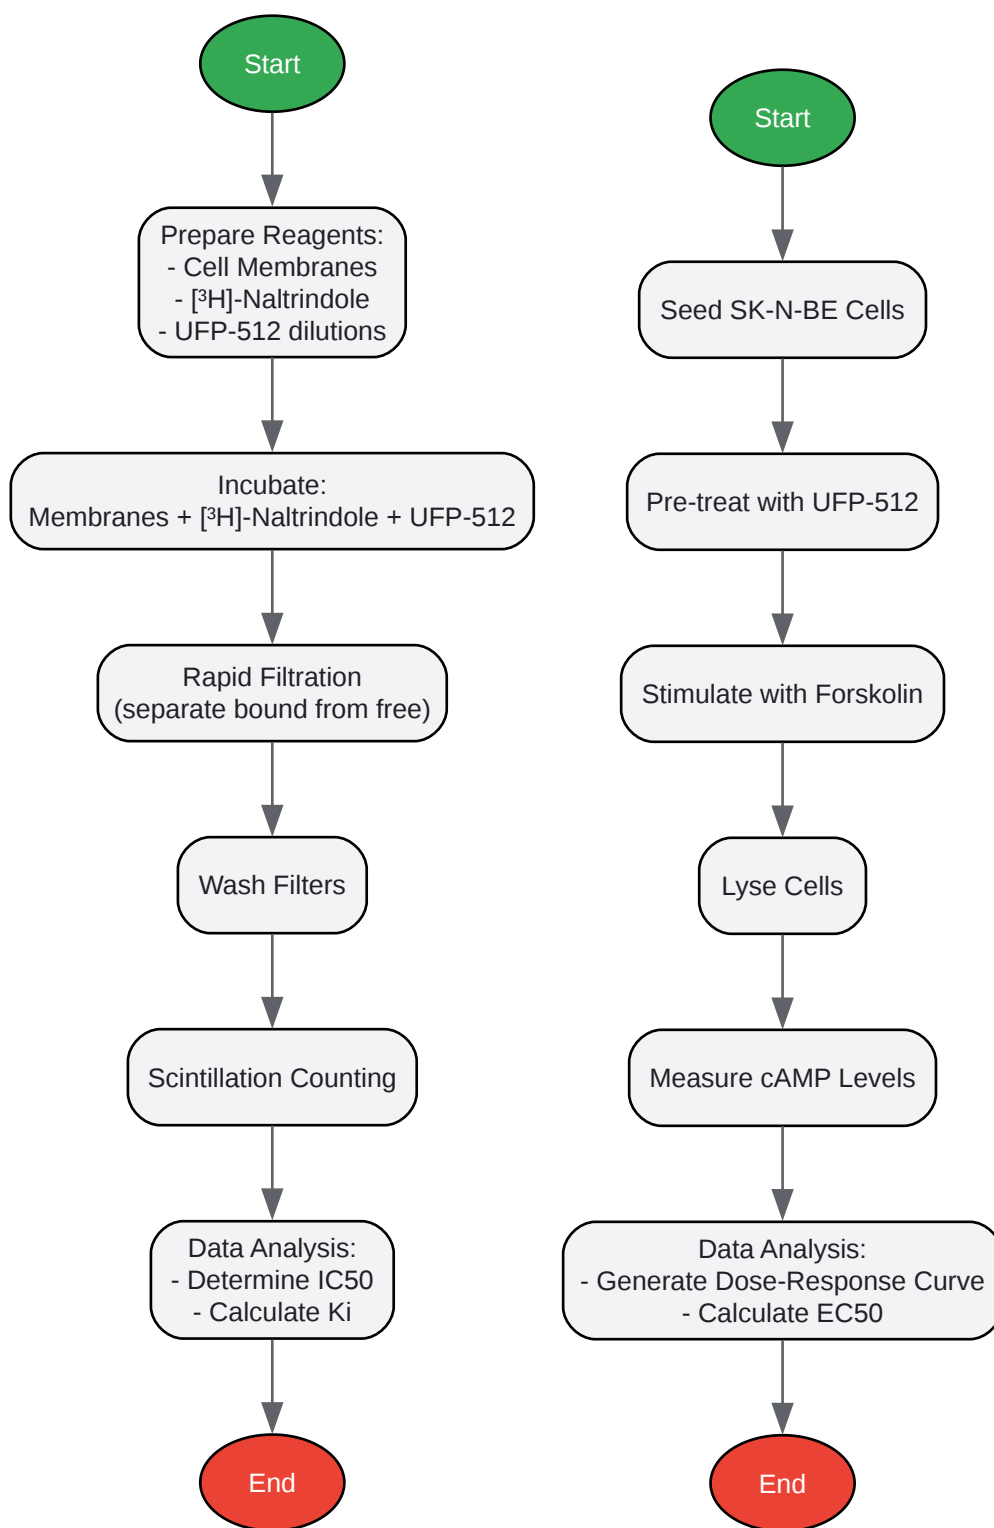 Start
Prepare Reagents:
- Cell Membranes
- [³H]-Naltrindole
- UFP-512 dilutions
Incubate:
Membranes + [³H]-Naltrindole + UFP-512
Rapid Filtration
(separate bound from free)
Wash Filters
Scintillation Counting
Data Analysis:
- Determine IC50
- Calculate Ki
End
Start
Seed SK-N-BE Cells
Pre-treat with UFP-512
Stimulate with Forskolin
Lyse Cells
Measure cAMP Levels
Data Analysis:
- Generate Dose-Response Curve
- Calculate EC50
End